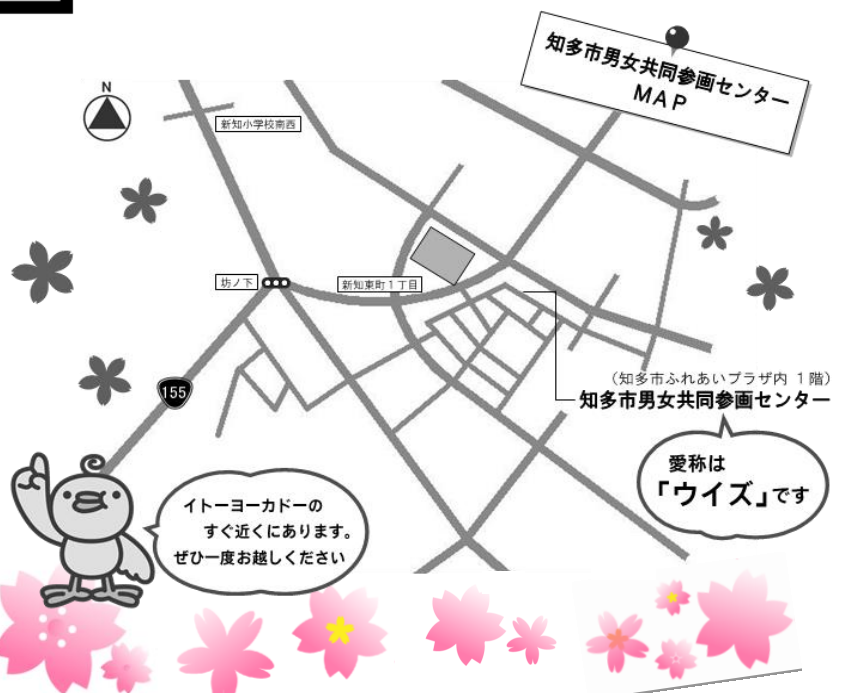 知多市男女共同参画センター
MAP
N
新知小学校南西
坊ノ下
新知東町1丁目
155
(知多市ふれあいプラザ内 1階)
知多市男女共同参画センター
愛称は
「ウイズ」です
イトーヨーカドーの
すぐ近くにあります。
ぜひ一度お越しください